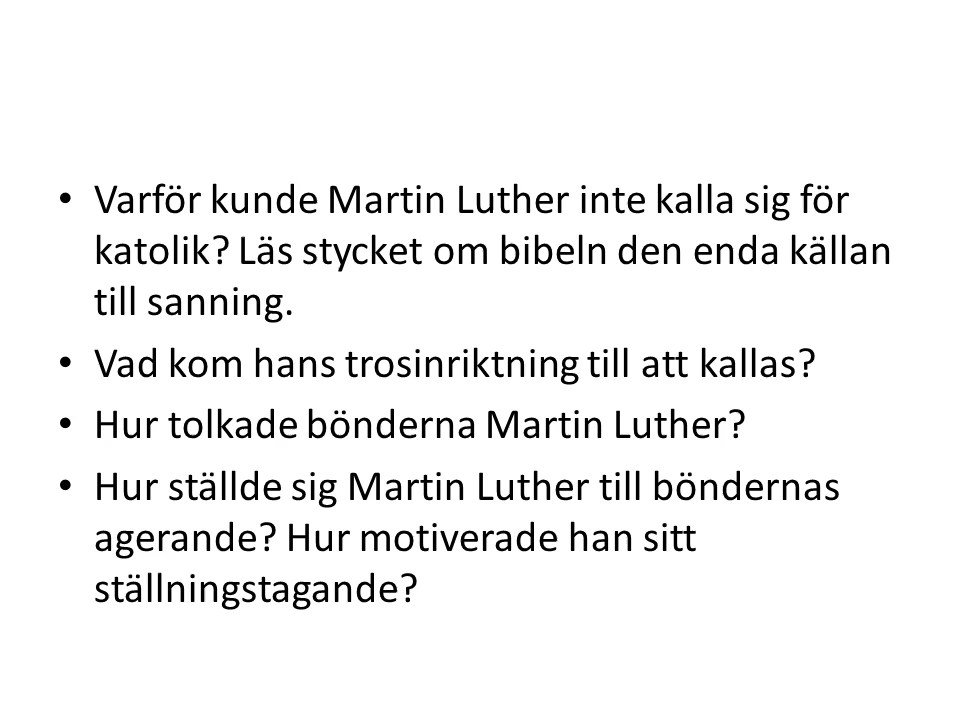 • Varför kunde Martin Luther inte kalla sig för
katolik? Läs stycket om bibeln den enda källan
till sanning.
• Vad kom hans trosinriktning till att kallas?
• Hur tolkade bönderna Martin Luther?
• Hur ställde sig Martin Luther till böndernas
agerande? Hur motiverade han sitt
ställningstagande?